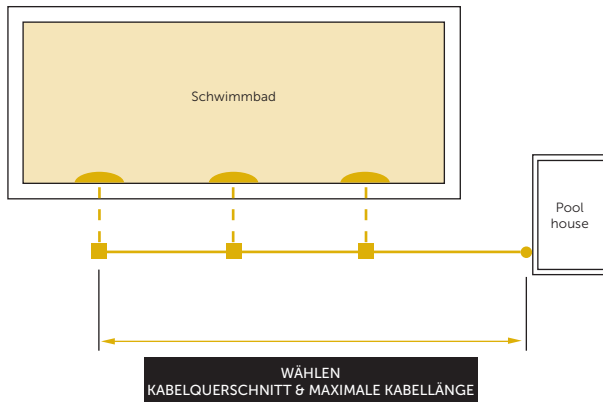 Schwimmbad
Pool
house
WÄHLEN
KABELQUERSCHNITT & MAXIMALE KABELLÄNGE